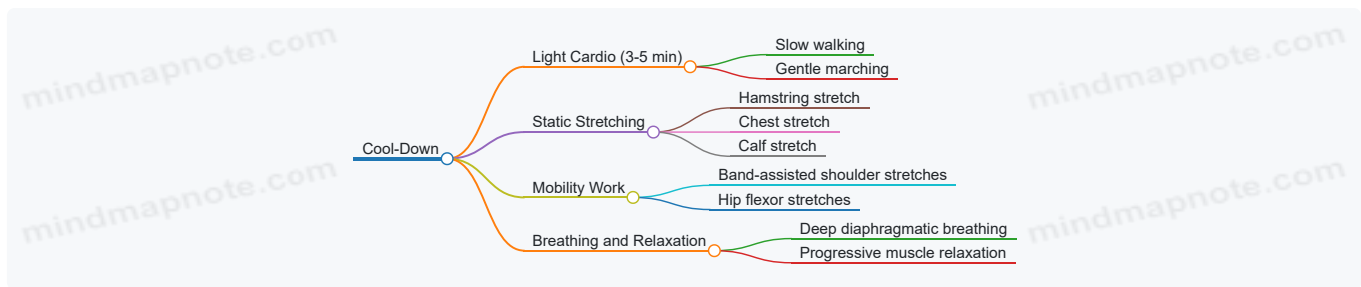 mindmapnote.com
mindmapnote.com
Light Cardio (3-5 min)
Slow walking
Gentle marching
Static Stretching
Hamstring stretch
Chest stretch
Calf stretch
Cool-Down
Mobility Work
Band-assisted shoulder stretches
Hip flexor stretches
Breathing and Relaxation
Deep diaphragmatic breathing
Progressive muscle relaxation
mindmapnote.com
mindmapnote.com